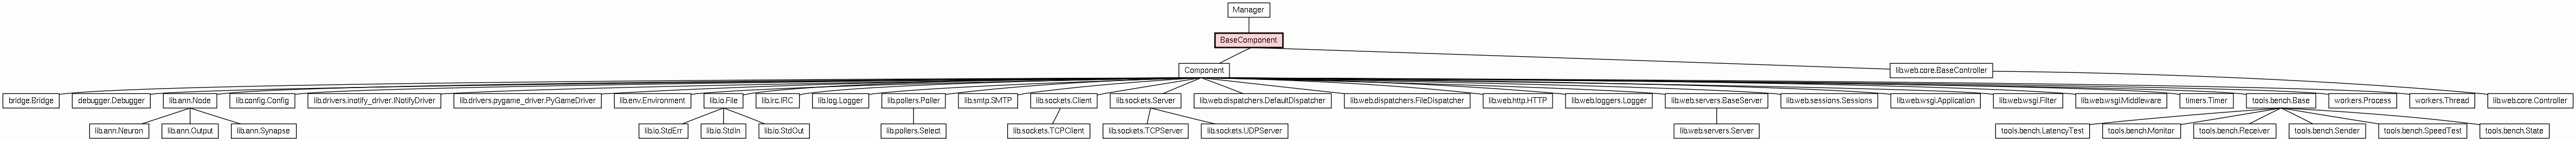 Manager
BaseComponent
Component
lib.web.core.BaseController
bridge.Bridge
debugger.Debugger
lib.ann.Node
lib.config.Config
lib.drivers.inotify_driver.INotifyDriver
lib.drivers.pygame_driver.PyGameDriver
lib.env.Environment
lib.io.File
lib.irc.IRC
lib.log.Logger
lib.pollers.Poller
lib.smtp.SMTP
lib.sockets.Client
lib.sockets.Server
lib.web.dispatchers.DefaultDispatcher
lib.web.dispatchers.FileDispatcher
lib.web.http.HTTP
lib.web.loggers.Logger
lib.web.servers.BaseServer
lib.web.sessions.Sessions
lib.web.wsgi.Application
lib.web.wsgi.Filter
lib.web.wsgi.Middleware
timers.Timer
tools.bench.Base
workers.Process
workers.Thread
lib.web.core.Controller
lib.ann.Neuron
lib.ann.Output
lib.ann.Synapse
lib.io.StdErr
lib.io.StdIn
lib.io.StdOut
lib.pollers.Select
lib.sockets.TCPClient
lib.sockets.TCPServer
lib.sockets.UDPServer
lib.web.servers.Server
tools.bench.LatencyTest
tools.bench.Monitor
tools.bench.Receiver
tools.bench.Sender
tools.bench.SpeedTest
tools.bench.State